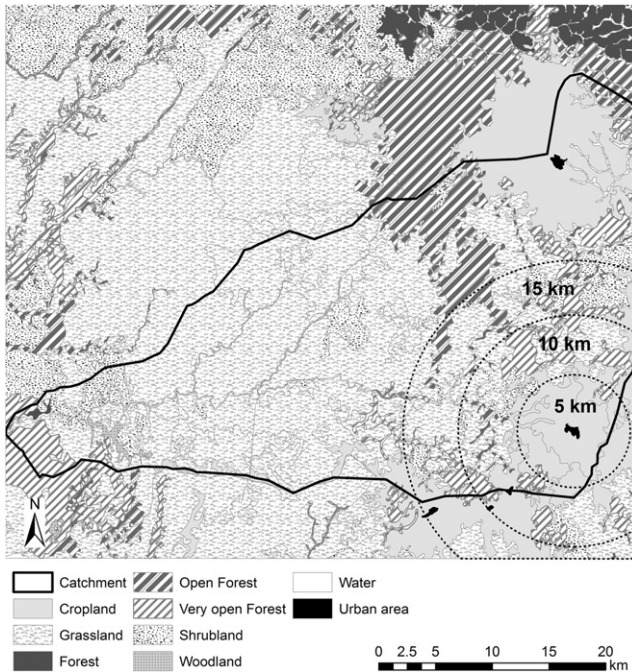 15 km
10 km
5 km
N
Catchment
Open Forest
Water
Cropland
Very open Forest
Urban area
Grassland
Shrubland
Forest
Woodland
0 2.5 5 10 15 20
km